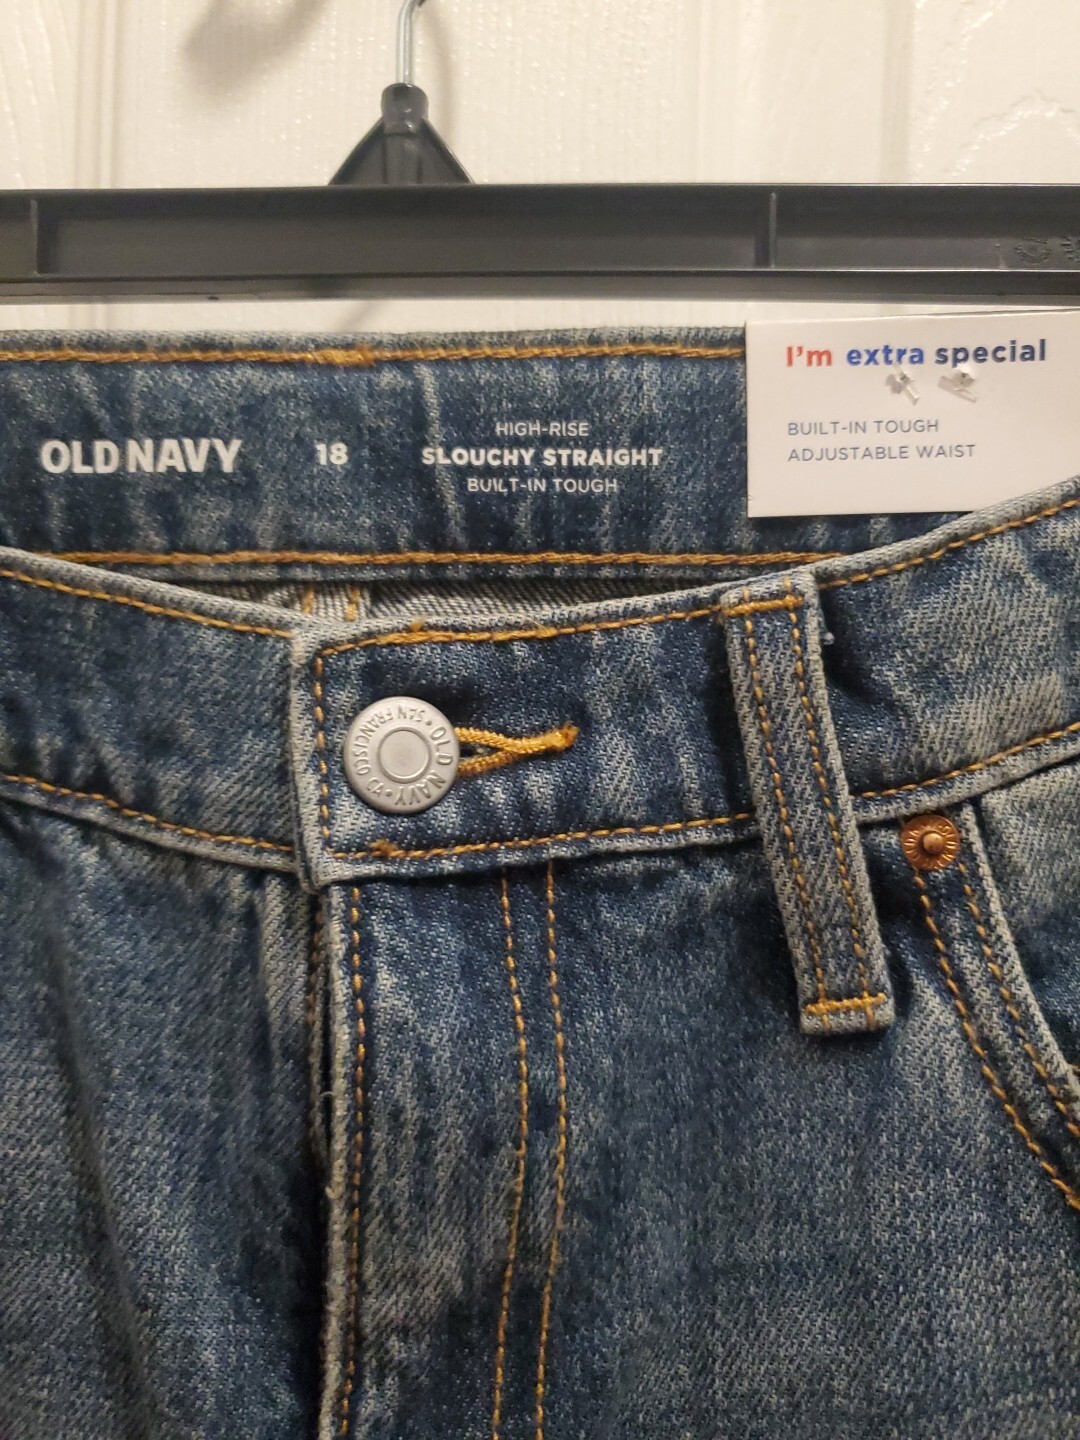 I'm extra special
BUILT-IN TOUGH
ADJUSTABLE WAIST
OLD NAVY
18
HIGH-RISE
SLOUCHY STRAIGHT
BUILT-IN TOUGH
OLD NAVY • SAN FRANCISCO CA •